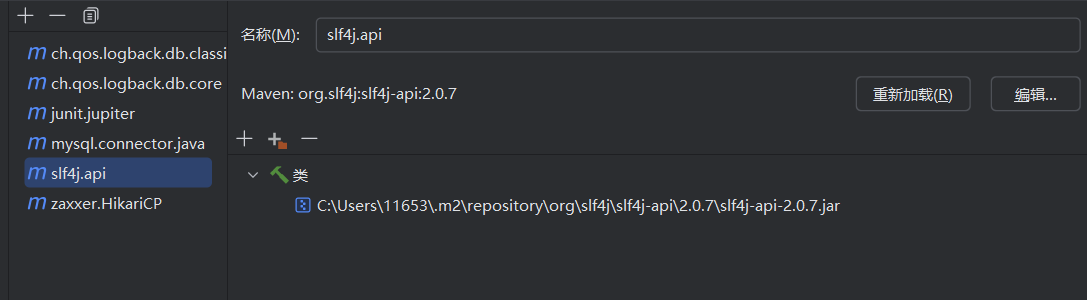 m ch.qos.logback.db.classi
m ch.qos.logback.db.core
m junit.jupiter
m mysql.connector.java
m slf4j.api
m zaxxer.HikariCP
名称(M): slf4j.api
Maven: org.slf4j:slf4j-api:2.0.7 重新加载(R) 编辑...
类
C:\Users\11653\.m2\repository\org\slf4j\slf4j-api\2.0.7\slf4j-api-2.0.7.jar